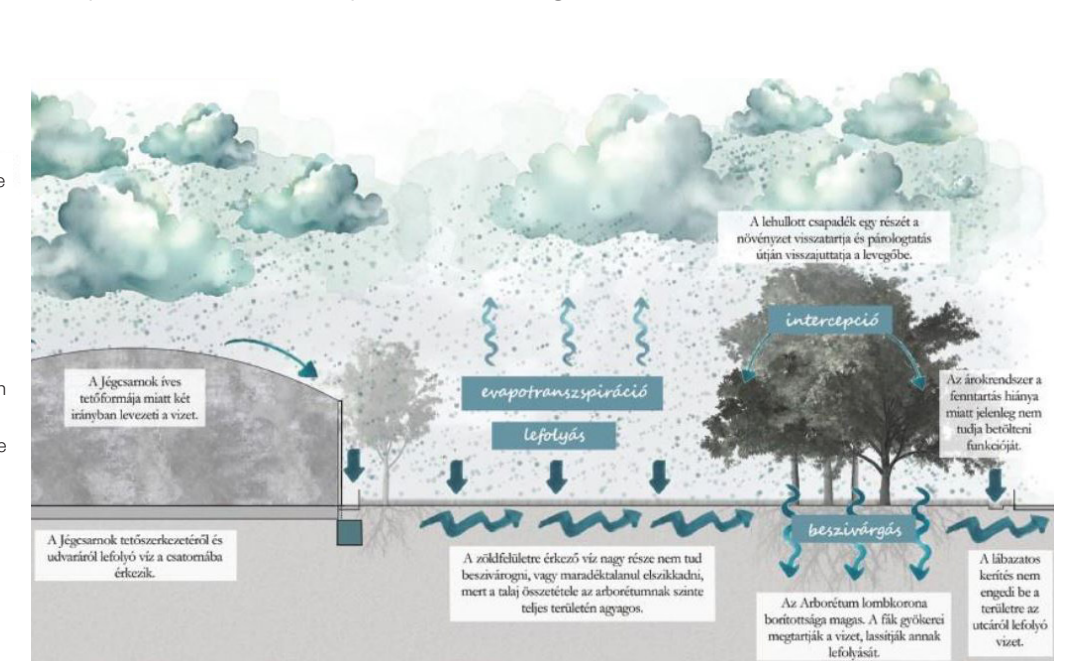 A lehullott csapadék egy részét a
növényzet visszatartja és párologtatás
útján visszajuttatja a levegőbe.
intercepció
A Jégcsarnok íves
tetőformája miatt két
irányban levezeti a vizet.
evapotranszspiráció
lefolyás
Az árokrendszer a
fenntartás hiánya
miatt jelenleg nem
tudja betölteni
funkcióját.
beszivárgás
A Jégcsarnok tetőszerkezetéről és
udvaráról lefolyó víz a csatornába
érkezik.
A zöldfelületre érkező víz nagy része nem tud
beszivárogni, vagy maradéktalanul elszikkadni,
mert a talaj összetétele az arborétumnak szinte
teljes területén agyagos.
Az Arborétum lombkorona
borítottsága magas. A fák gyökerei
megtartják a vizet, lassítják annak
lefolyását.
A lábazatos
kerítés nem
engedi be a
területre az
utcáról lefolyó
vizet.